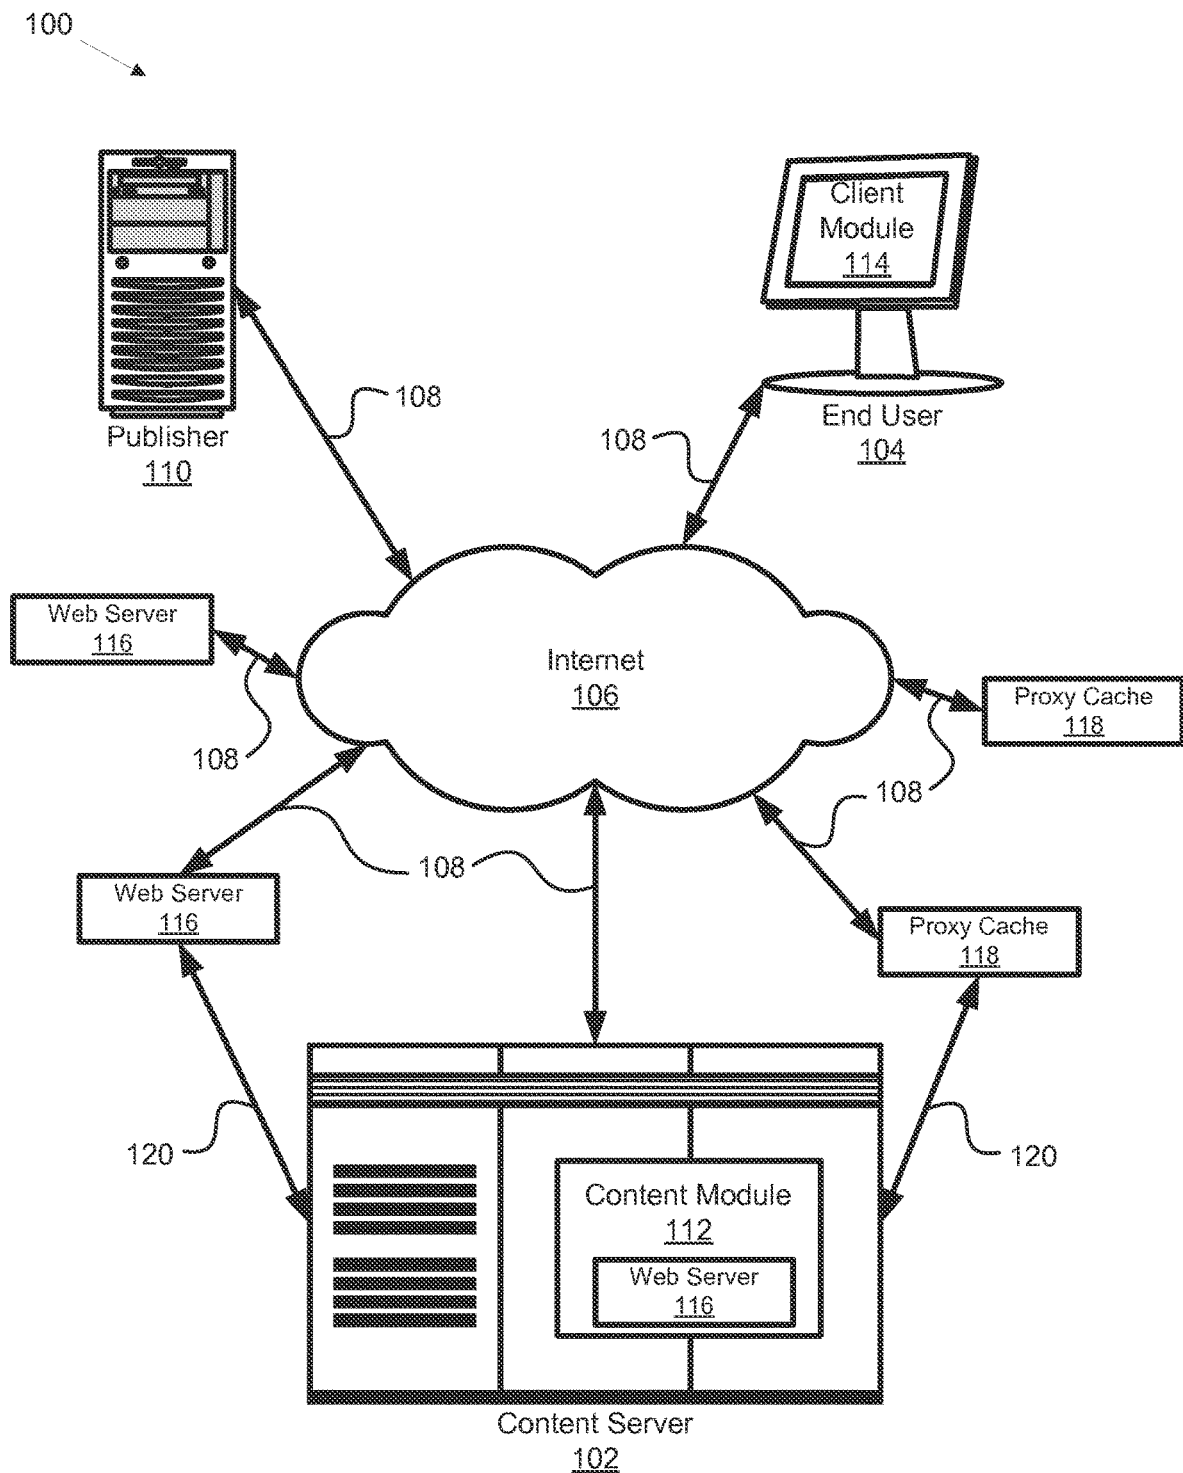 100
Client
Module
114
108
Publisher
110
End User
104
108
Web Server
116
Internet
106
Proxy Cache
118
108
108
108
Web Server
116
Proxy Cache
118
120
120
Content Module
112
Web Server
116
Content Server
102